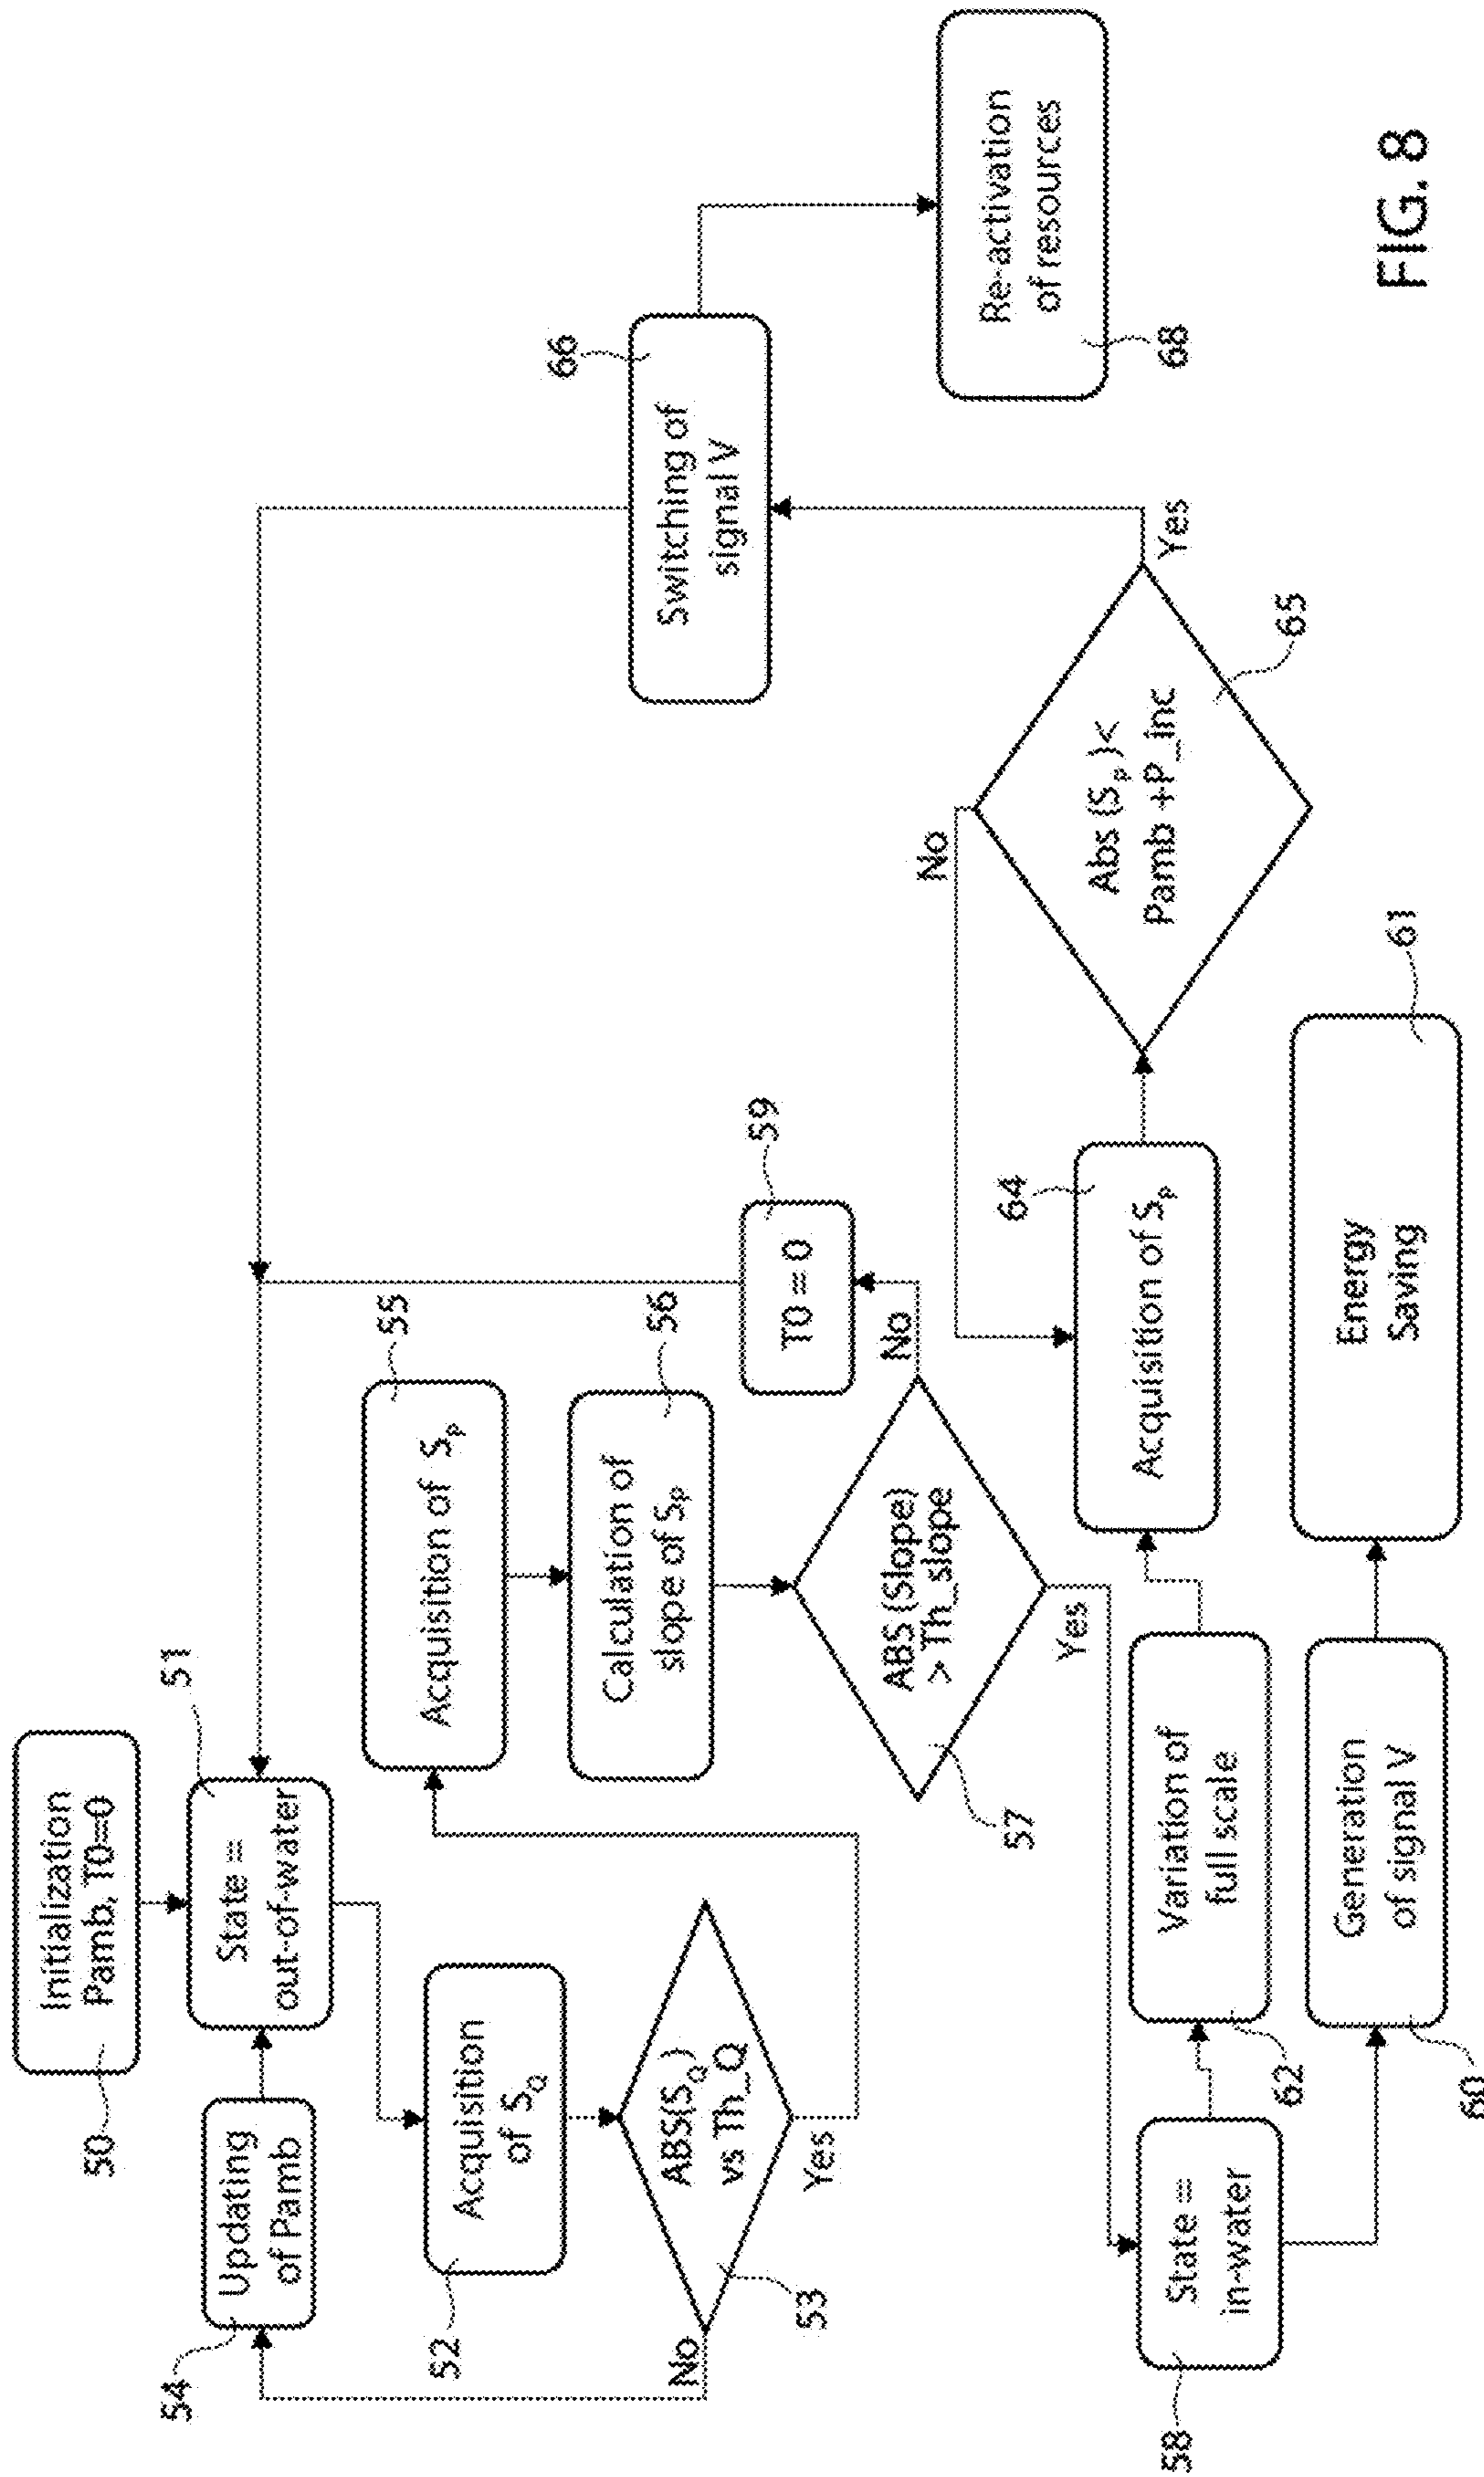 50
Initialization
Pamb, T0=0
54
Updating
of Pamb
51
State =
out-of-water
52
Acquisition
of SQ
No
53
ABS(SQ)
vs Th_Q
Yes
55
Acquisition of Sp
56
Calculation of
slope of Sp
57
ABS (Slope)
> Th_slope
No
Yes
59
T0 = 0
58
State =
in-water
62
Variation of
full scale
60
Generation
of signal V
64
Acquisition of Sp
61
Energy
Saving
No
65
Abs (Sp)<
Pamb +P_inc
Yes
66
Switching of
signal V
68
Re-activation
of resources
FIG. 8